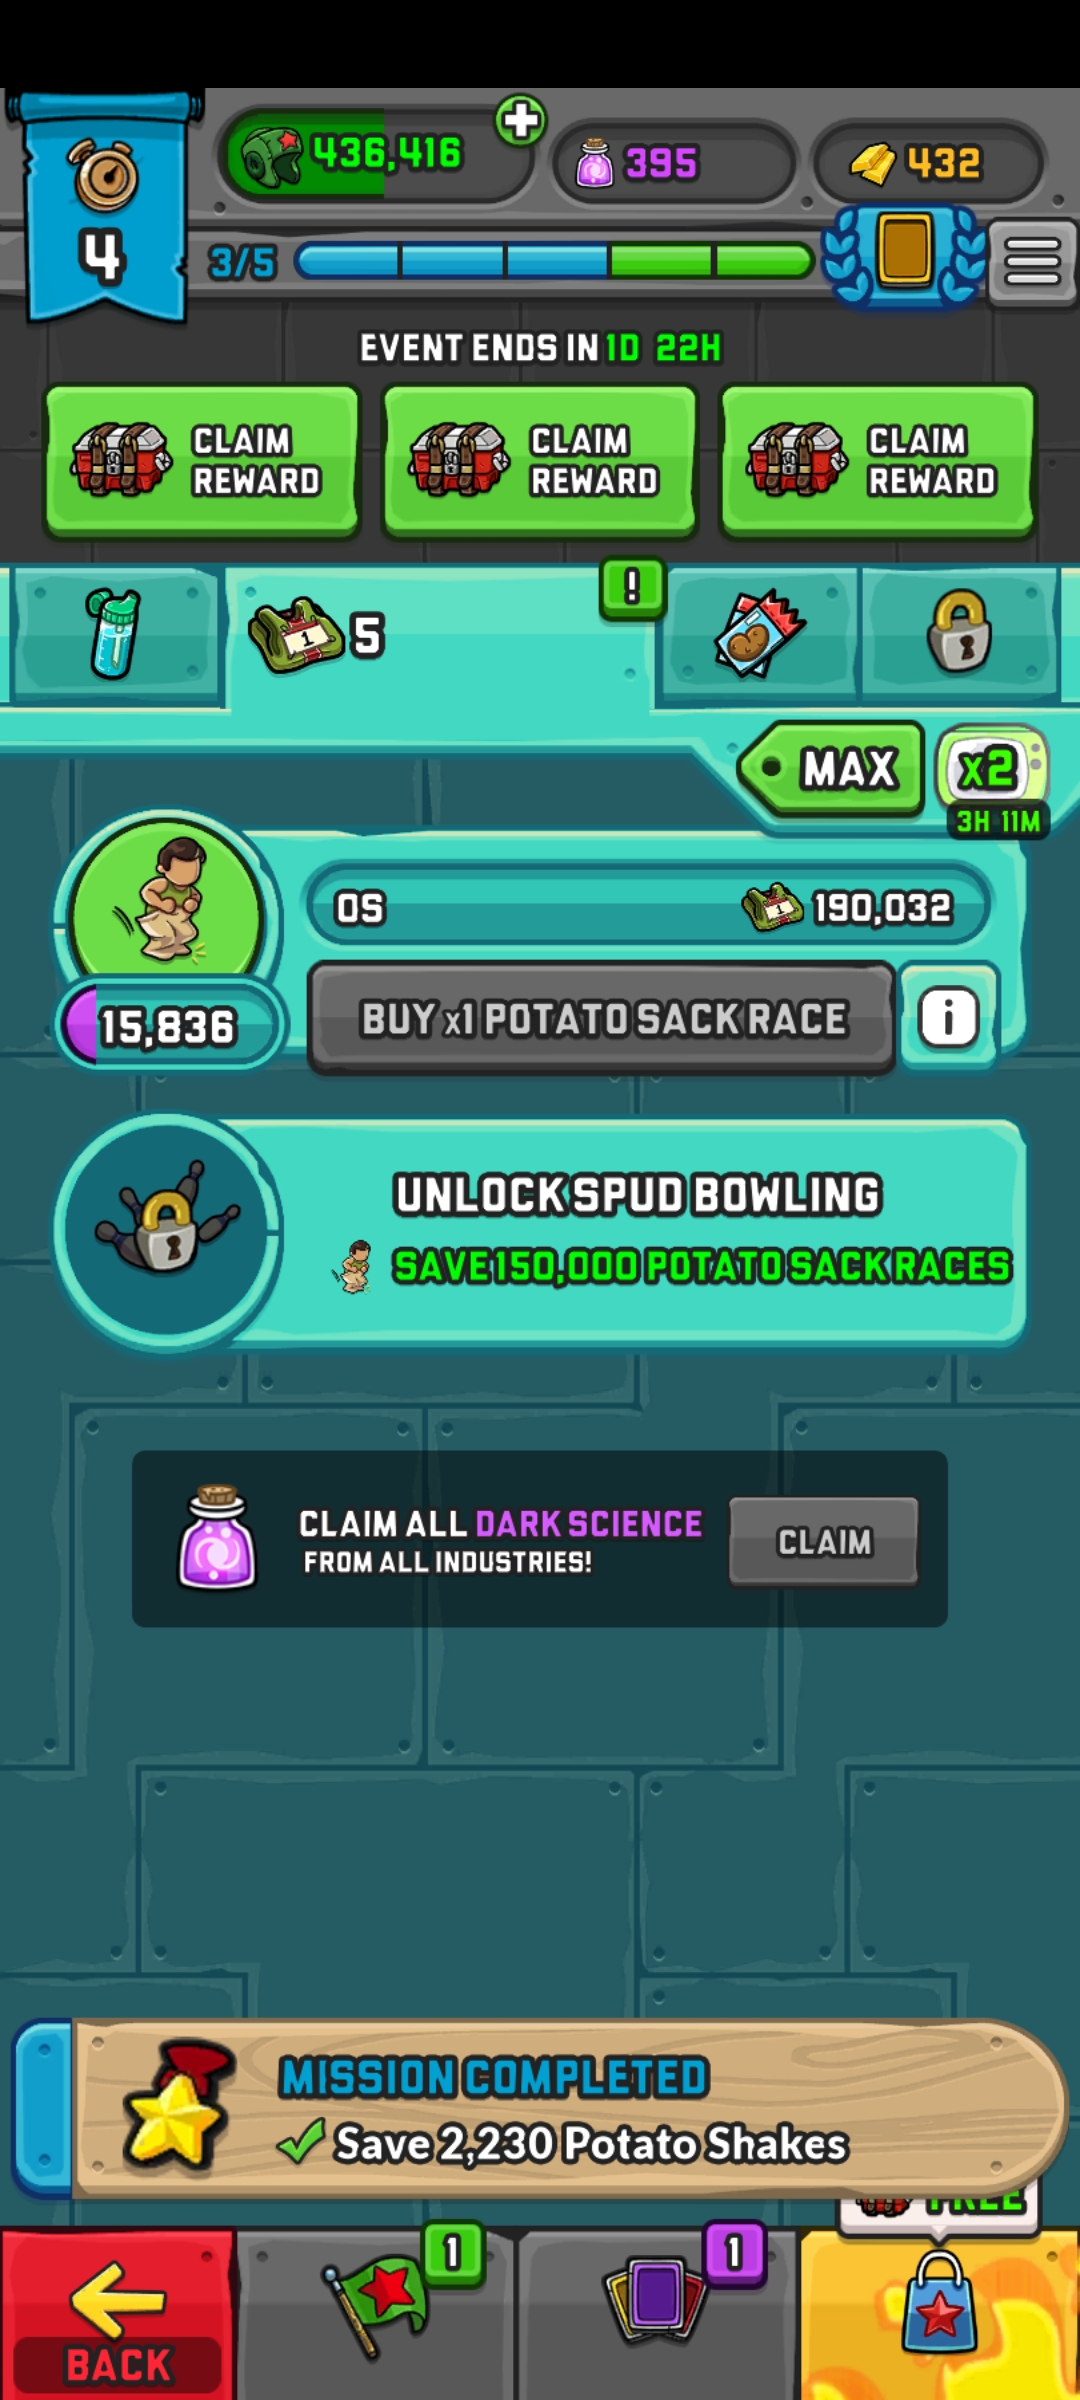 436,416
395
432
4
3/5
EVENT ENDS IN 1D 22H
CLAIM REWARD
CLAIM REWARD
CLAIM REWARD
!
1 5
MAX
x2
3H 11M
0S
1 190,032
15,836
BUY x1 POTATO SACK RACE
i
UNLOCK SPUD BOWLING
SAVE 150,000 POTATO SACK RACES
CLAIM ALL DARK SCIENCE
FROM ALL INDUSTRIES!
CLAIM
MISSION COMPLETED
Save 2,230 Potato Shakes
FREE
1
1
BACK